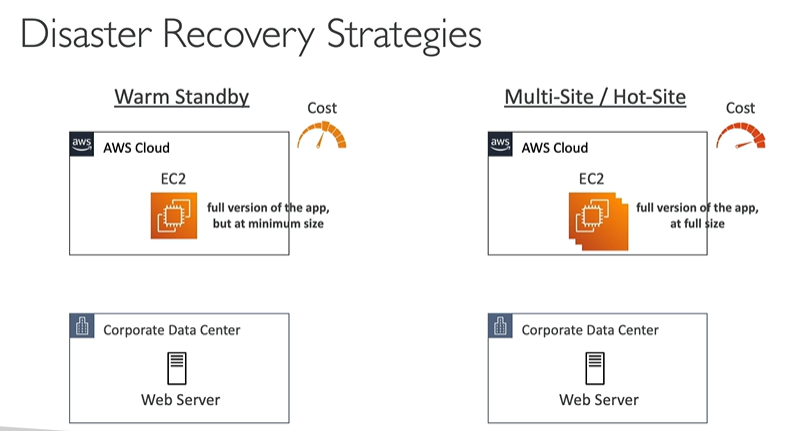 Disaster Recovery Strategies
Warm Standby
Cost
aws
AWS Cloud
EC2
full version of the app,
but at minimum size
Corporate Data Center
Web Server
Multi-Site / Hot-Site
Cost
aws
AWS Cloud
EC2
full version of the app,
at full size
Corporate Data Center
Web Server